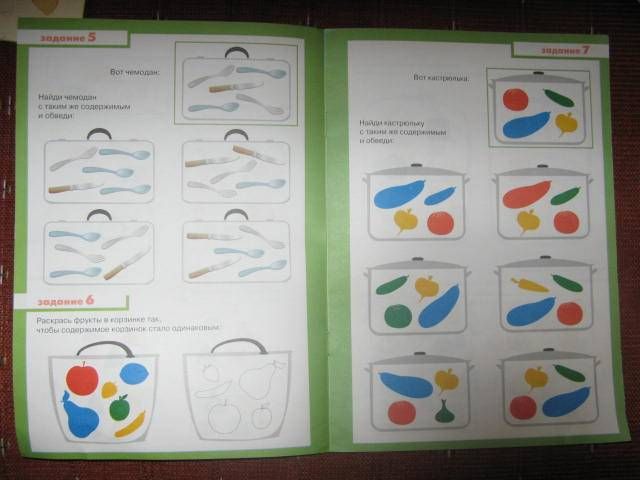 задание 5
Вот чемодан:
Найди чемодан
с таким же содержимым
и обведи:
задание 6
Раскрась фрукты в корзинке так,
чтобы содержимое корзинок стало одинаковым:
задание 7
Вот кастрюлька:
Найди кастрюльку
с таким же содержимым
и обведи: